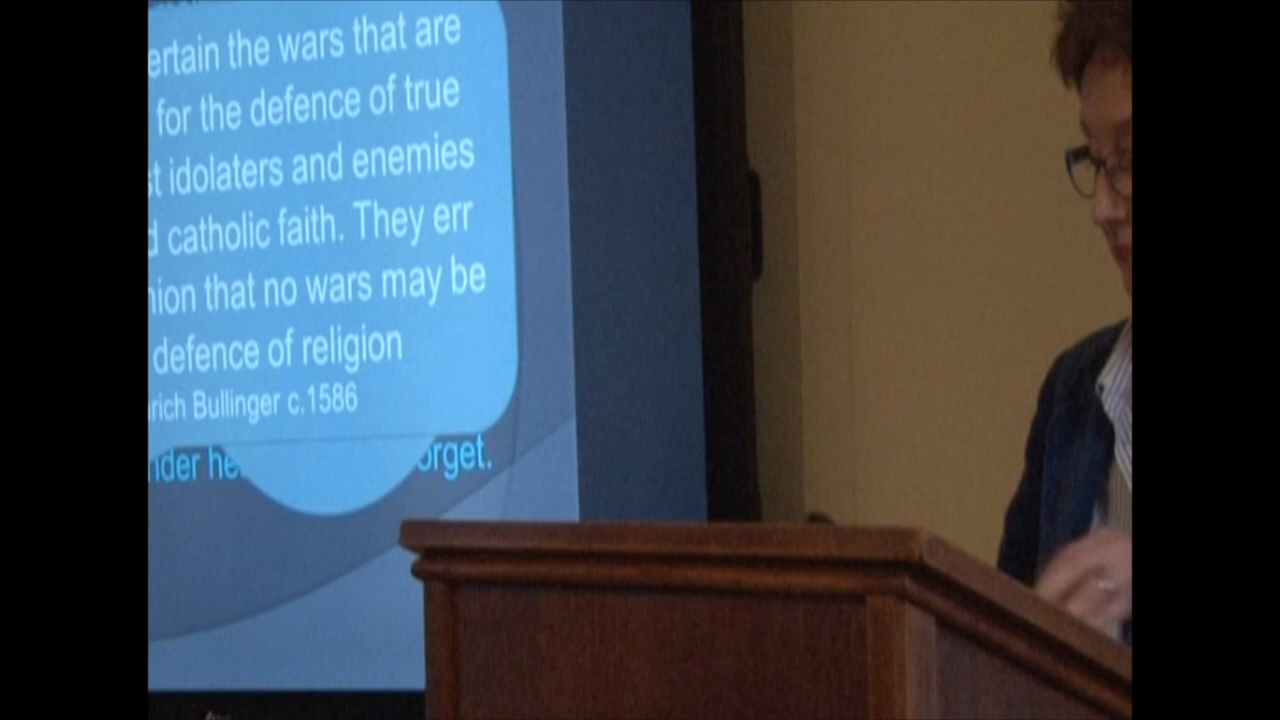 ertain the wars that are
for the defence of true
st idolaters and enemies
d catholic faith. They err
nion that no wars may be
defence of religion
rich Bullinger c.1586
nder he orget.